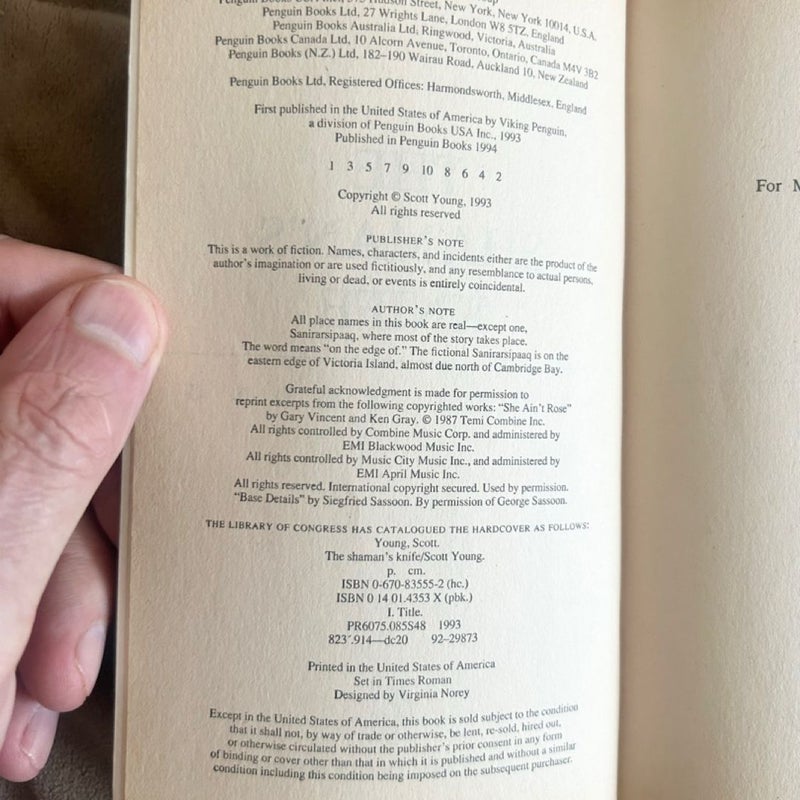 Hudson Street, New York, New York 10014, U.S.A.
Penguin Books Ltd, 27 Wrights Lane, London W8 5TZ, England
Penguin Books Australia Ltd, Ringwood, Victoria, Australia
Penguin Books Canada Ltd, 10 Alcorn Avenue, Toronto, Ontario, Canada M4V 3B2
Penguin Books (N.Z.) Ltd, 182–190 Wairau Road, Auckland 10, New Zealand
Penguin Books Ltd, Registered Offices: Harmondsworth, Middlesex, England
First published in the United States of America by Viking Penguin,
a division of Penguin Books USA Inc., 1993
Published in Penguin Books 1994
1 3 5 7 9 10 8 6 4 2
Copyright © Scott Young, 1993
All rights reserved
PUBLISHER'S NOTE
This is a work of fiction. Names, characters, and incidents either are the product of the
author's imagination or are used fictitiously, and any resemblance to actual persons,
living or dead, or events is entirely coincidental.
AUTHOR'S NOTE
All place names in this book are real—except one,
Sanirarsipaaq, where most of the story takes place.
The word means "on the edge of." The fictional Sanirarsipaaq is on the
eastern edge of Victoria Island, almost due north of Cambridge Bay.
Grateful acknowledgment is made for permission to
reprint excerpts from the following copyrighted works: "She Ain't Rose"
by Gary Vincent and Ken Gray. © 1987 Temi Combine Inc.
All rights controlled by Combine Music Corp. and administered by
EMI Blackwood Music Inc.
All rights controlled by Music City Music Inc., and administered by
EMI April Music Inc.
All rights reserved. International copyright secured. Used by permission.
"Base Details" by Siegfried Sassoon. By permission of George Sassoon.
THE LIBRARY OF CONGRESS HAS CATALOGUED THE HARDCOVER AS FOLLOWS:
Young, Scott.
The shaman's knife/Scott Young.
p. cm.
ISBN 0-670-83555-2 (hc.)
ISBN 0 14 01.4353 X (pbk.)
I. Title.
PR6075.085S48 1993
823'.914—dc20 92-29873
Printed in the United States of America
Set in Times Roman
Designed by Virginia Norey
Except in the United States of America, this book is sold subject to the condition
that it shall not, by way of trade or otherwise, be lent, re-sold, hired out,
or otherwise circulated without the publisher's prior consent in any form
of binding or cover other than that in which it is published and without a similar
condition including this condition being imposed on the subsequent purchaser.
For